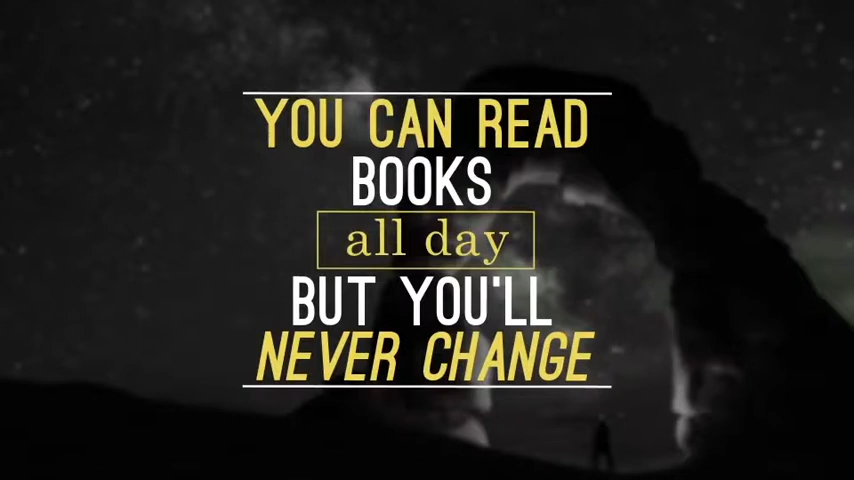 YOU CAN READ
BOOKS
all day
BUT YOU'LL
NEVER CHANGE